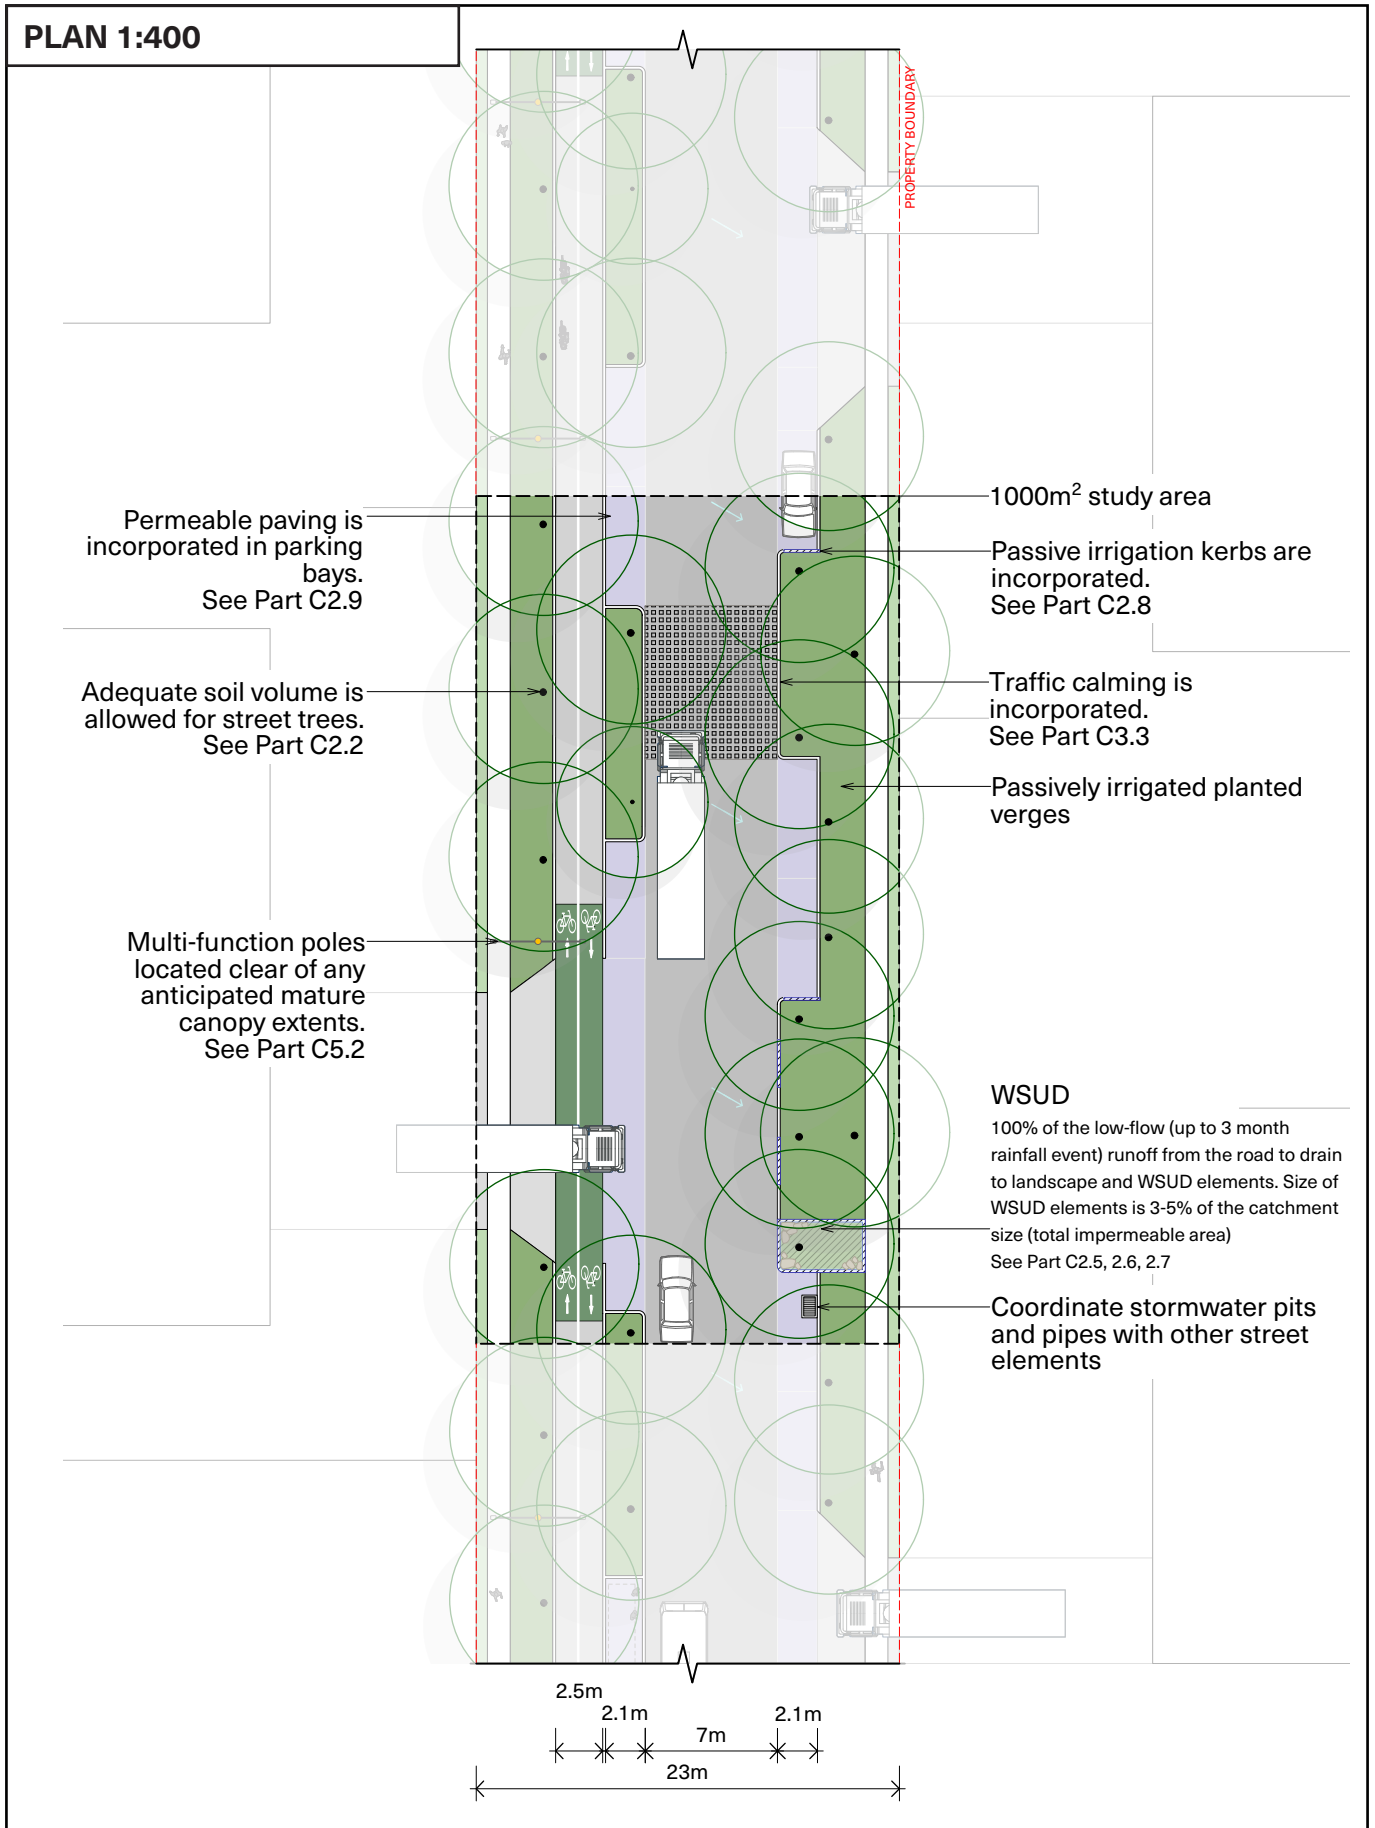 PLAN 1:400
PROPERTY BOUNDARY
Permeable paving is
incorporated in parking
bays.
See Part C2.9
Adequate soil volume is
allowed for street trees.
See Part C2.2
Multi-function poles
located clear of any
anticipated mature
canopy extents.
See Part C5.2
1000m² study area
Passive irrigation kerbs are
incorporated.
See Part C2.8
Traffic calming is
incorporated.
See Part C3.3
Passively irrigated planted
verges
WSUD
100% of the low-flow (up to 3 month
rainfall event) runoff from the road to drain
to landscape and WSUD elements. Size of
WSUD elements is 3-5% of the catchment
size (total impermeable area)
See Part C2.5, 2.6, 2.7
Coordinate stormwater pits
and pipes with other street
elements
2.5m
2.1m
7m
2.1m
23m